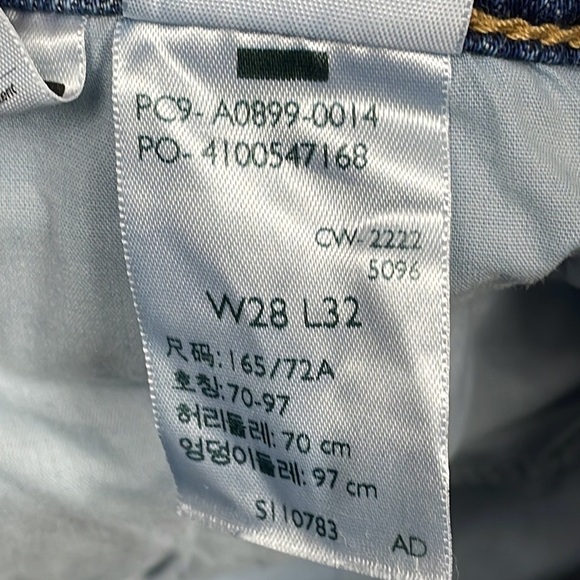 PC9- A0899-0014
PO- 4100547168
CW- 2222
5096
W28 L32
尺码: 165/72A
호칭: 70-97
허리둘레: 70 cm
엉덩이둘레: 97 cm
S110783
AD